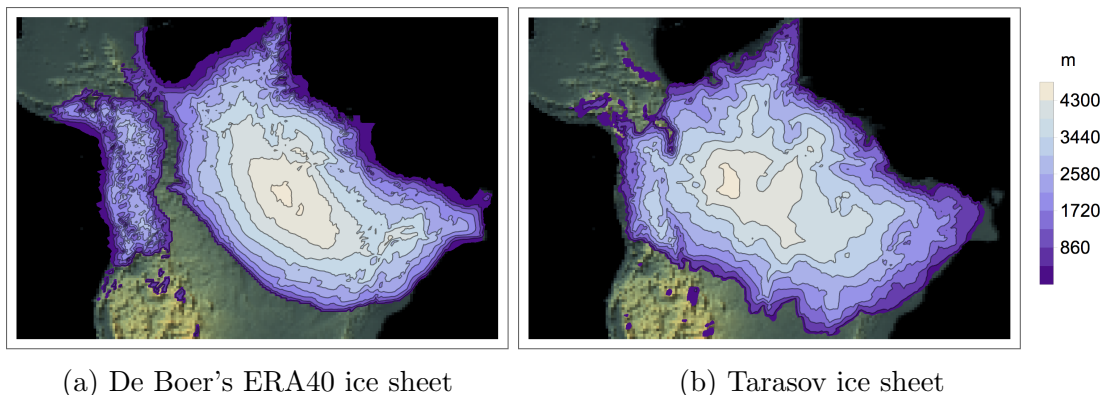 m
4300
3440
2580
1720
860
(a) De Boer's ERA40 ice sheet
(b) Tarasov ice sheet